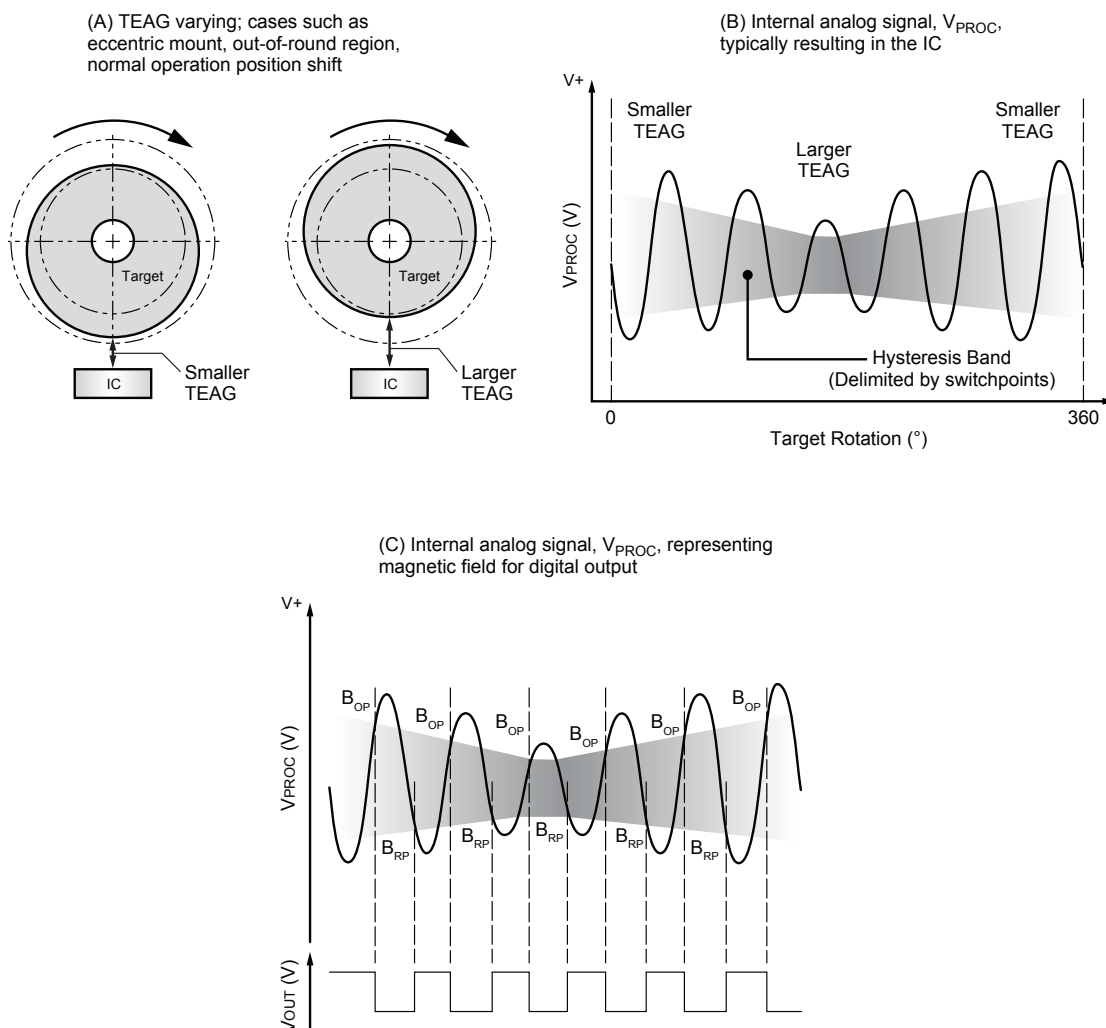 (A) TEAG varying; cases such as
eccentric mount, out-of-round region,
normal operation position shift
Target
IC
Smaller
TEAG
Target
IC
Larger
TEAG
(B) Internal analog signal, VPROC,
typically resulting in the IC
V+
Smaller
TEAG
Larger
TEAG
Smaller
TEAG
VPROC (V)
Hysteresis Band
(Delimited by switchpoints)
0
360
Target Rotation (°)
(C) Internal analog signal, VPROC, representing
magnetic field for digital output
V+
VPROC (V)
BOP
BOP
BOP
BOP
BOP
BOP
BRP
BRP
BRP
BRP
BRP
VOUT (V)